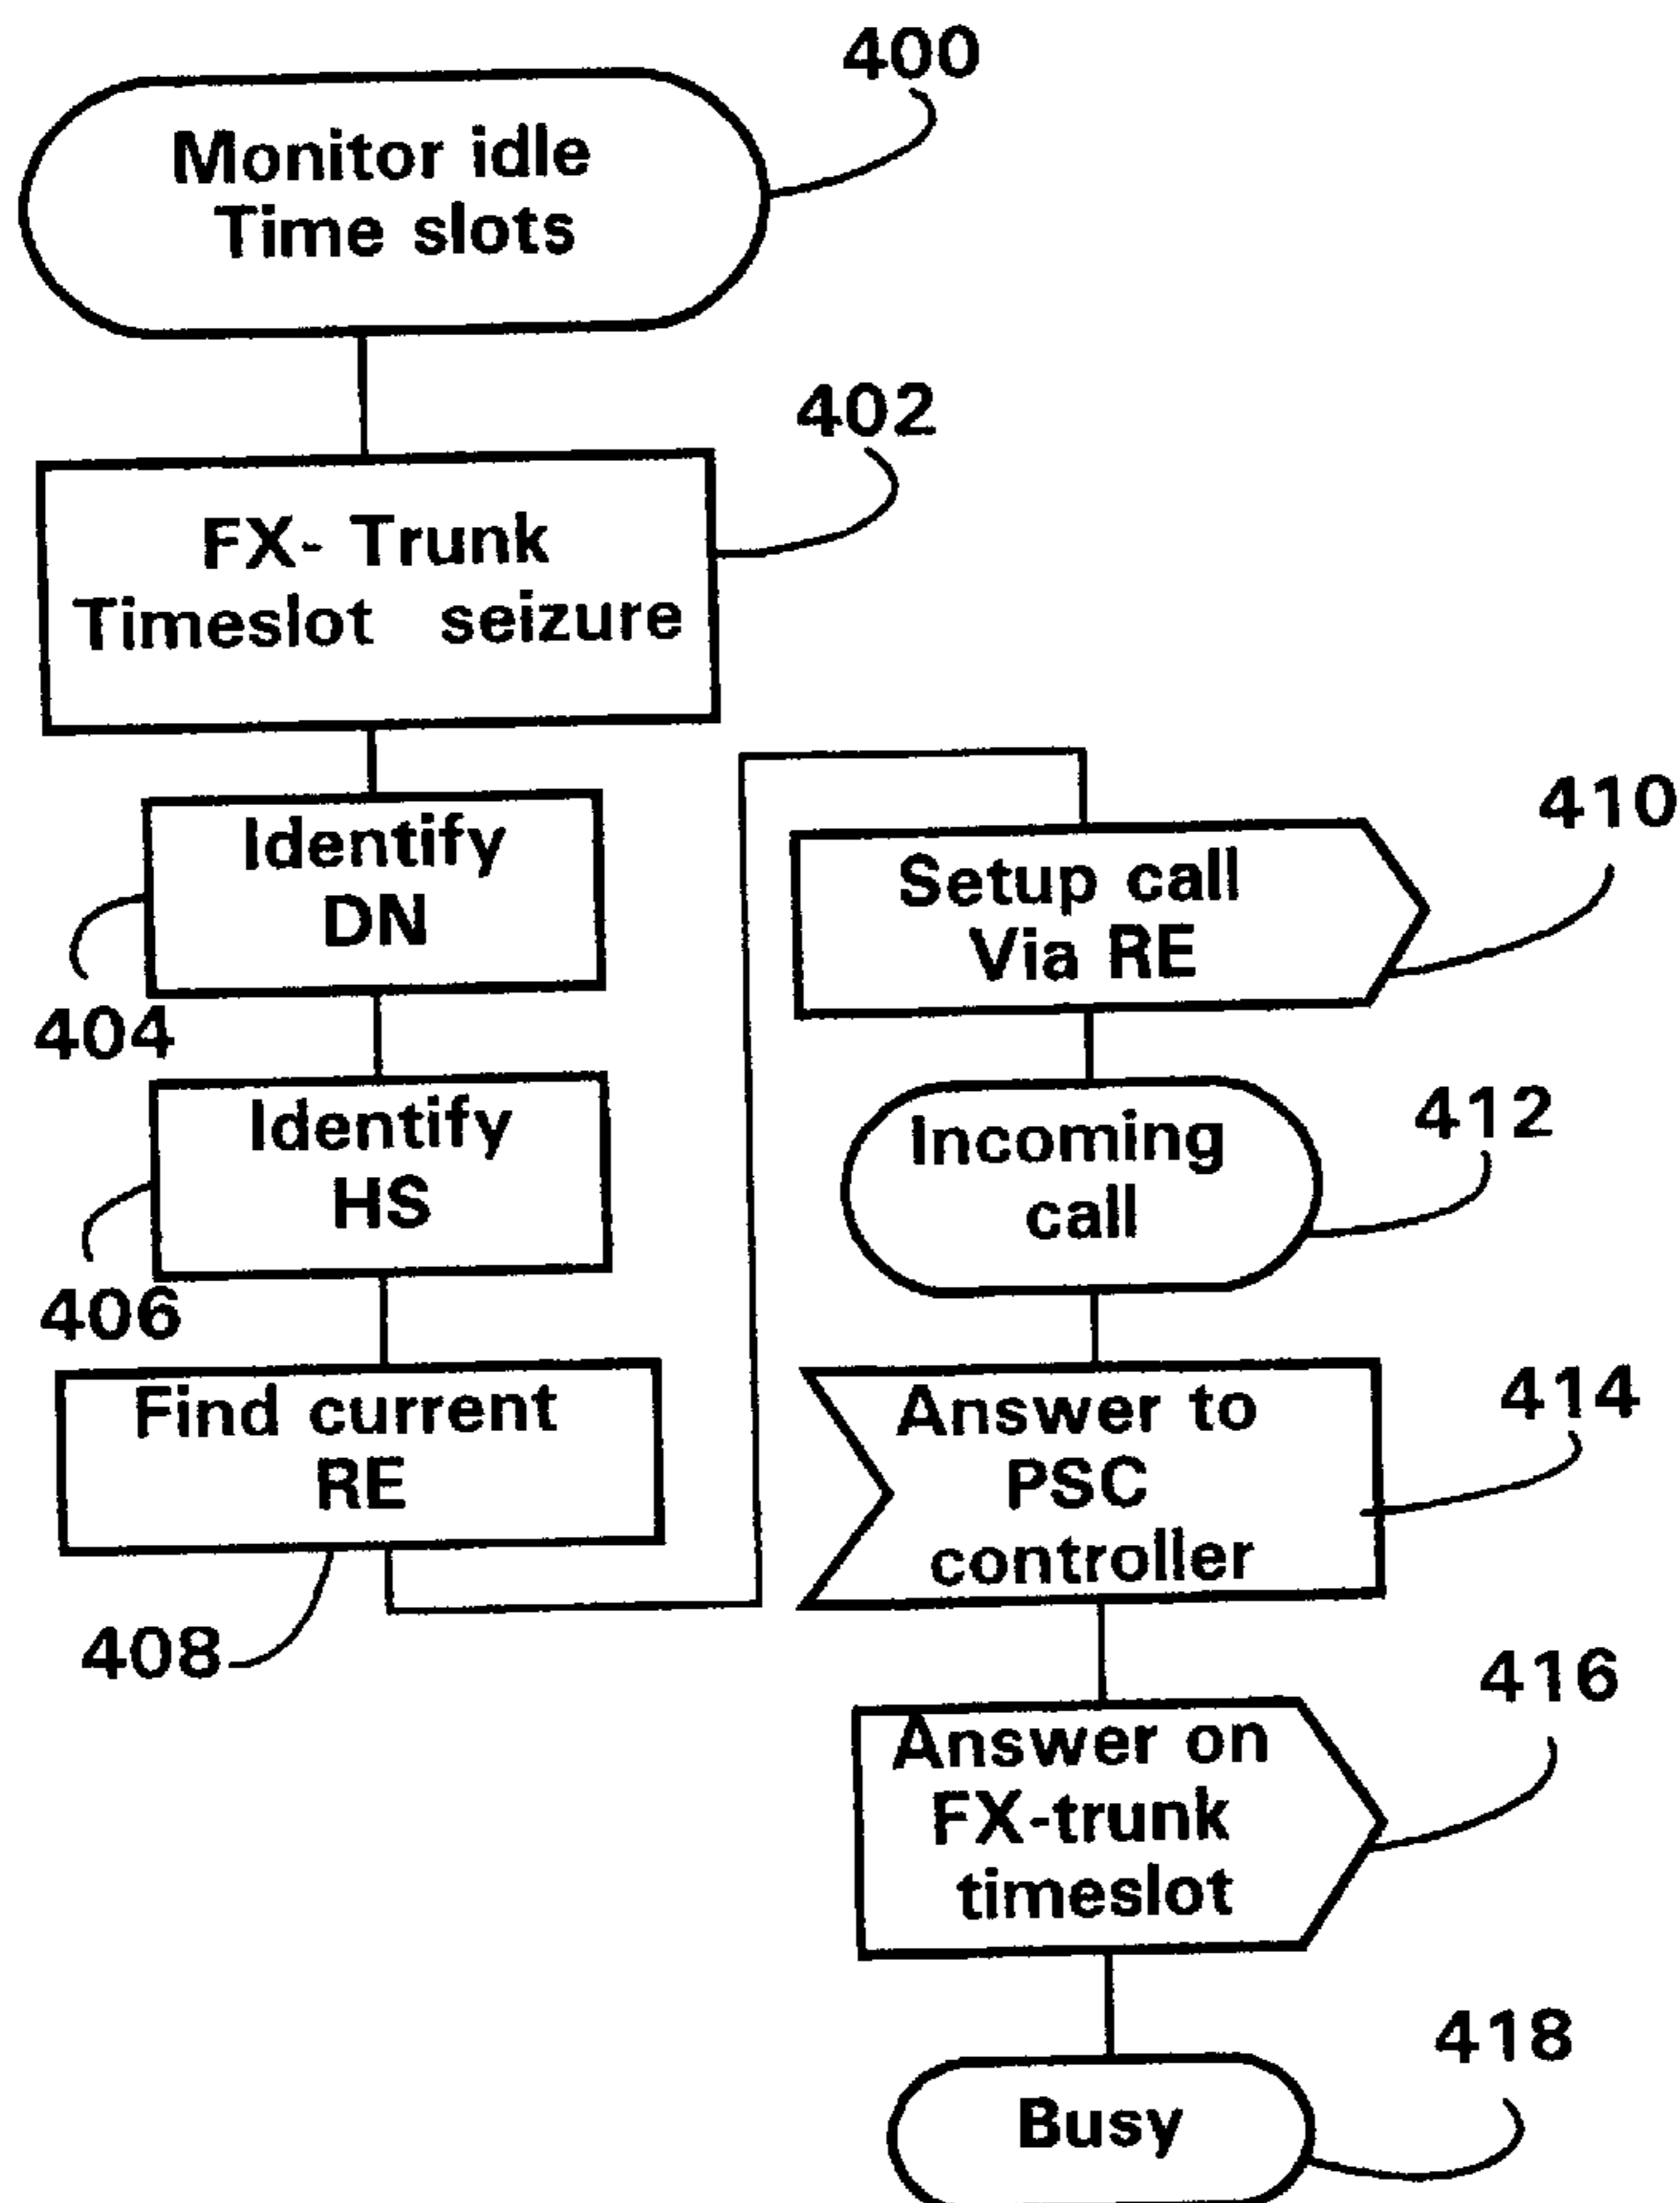 400
Monitor idle
Time slots
402
FX- Trunk
Timeslot seizure
Identify
DN
404
Identify
HS
406
Find current
RE
408
410
Setup call
Via RE
412
Incoming
call
414
Answer to
PSC
controller
416
Answer on
FX-trunk
timeslot
418
Busy